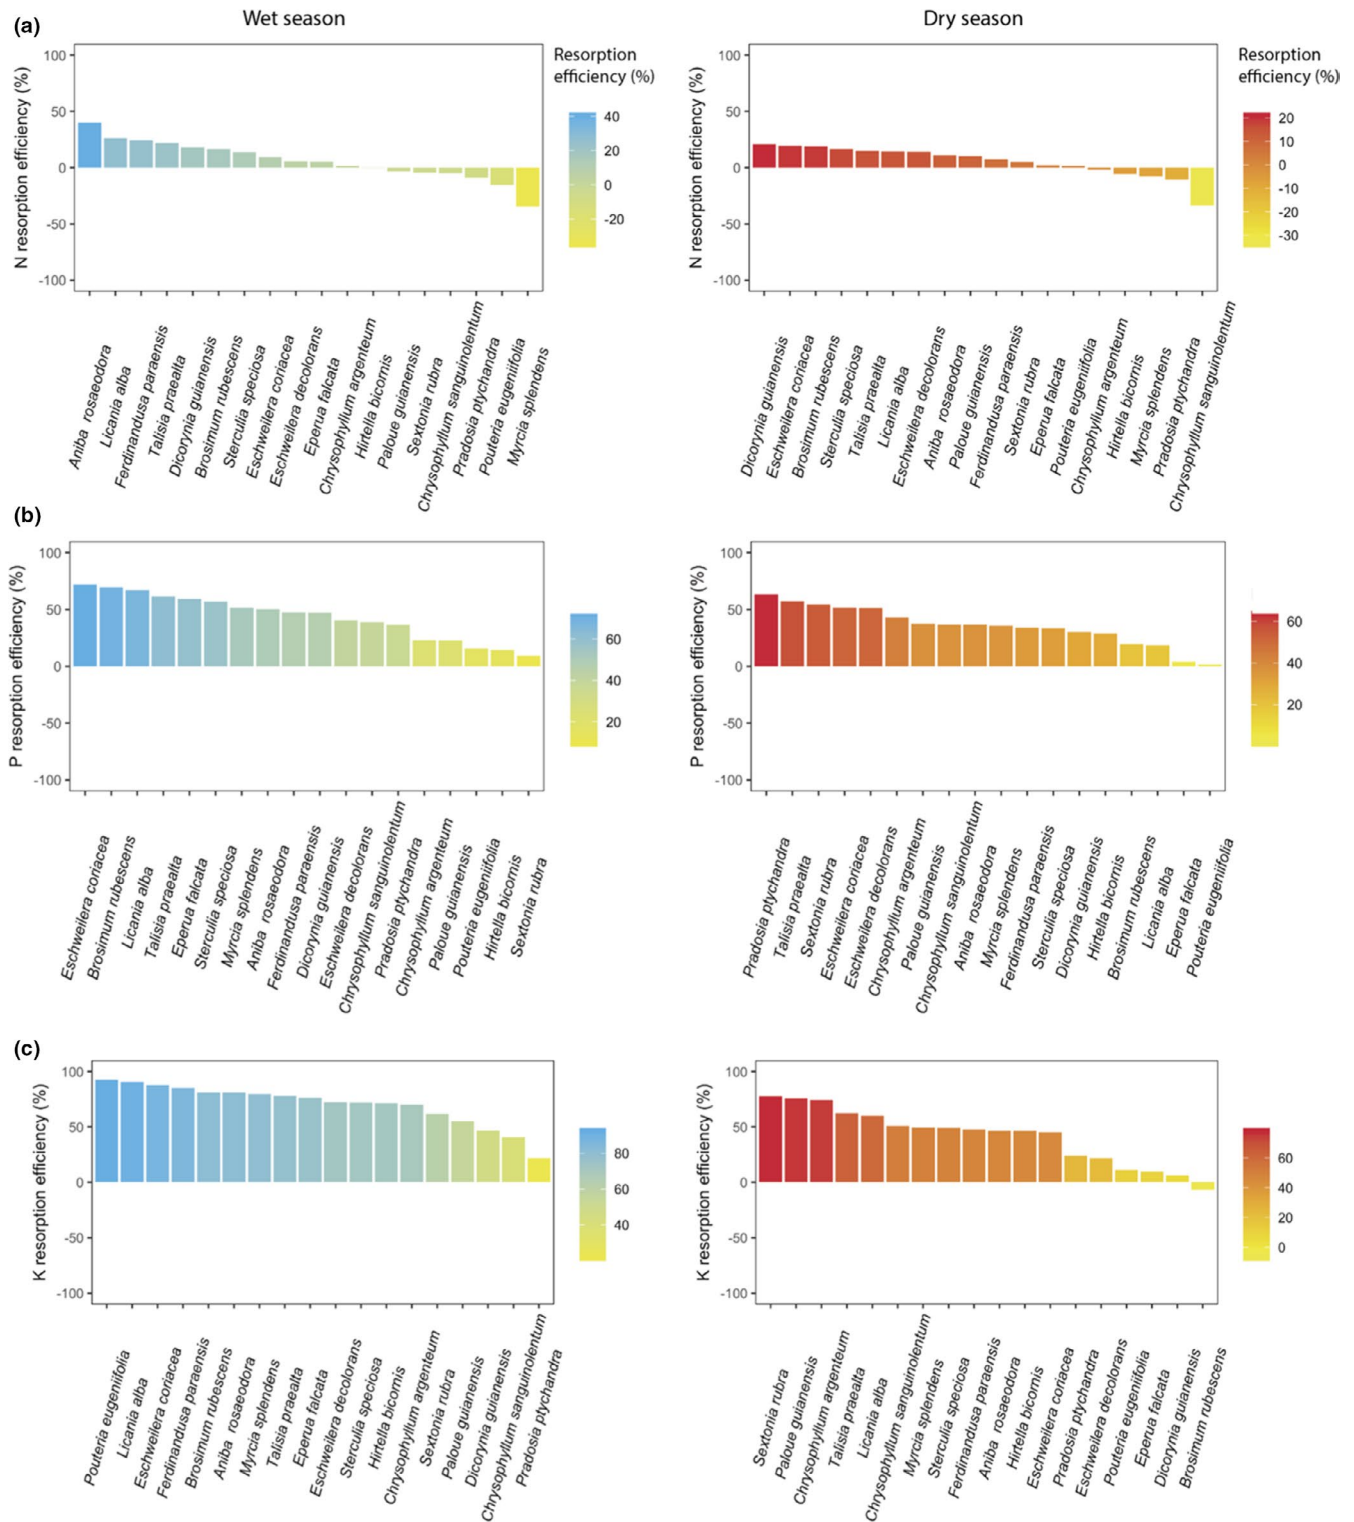 Wet season
Dry season
(a)
N resorption efficiency (%)
100
50
0
-50
-100
Aniba rosaeodora
Licania alba
Ferdinandusa paraensis
Talisia praealta
Dicorynia guianensis
Brosimum rubescens
Sterculia speciosa
Eschweilera coriacea
Eschweilera decolorans
Eperua falcata
Chrysophyllum argenteum
Hirtella bicornis
Paloue guianensis
Sextonia rubra
Chrysophyllum sanguinolentum
Pradosia ptychandra
Pouteria eugeniifolia
Myrcia splendens
Resorption
efficiency (%)
40
20
0
-20
N resorption efficiency (%)
100
50
0
-50
-100
Dicorynia guianensis
Eschweilera coriacea
Brosimum rubescens
Sterculia speciosa
Talisia praealta
Licania alba
Eschweilera decolorans
Aniba rosaeodora
Paloue guianensis
Ferdinandusa paraensis
Sextonia rubra
Eperua falcata
Pouteria eugeniifolia
Chrysophyllum argenteum
Hirtella bicornis
Myrcia splendens
Pradosia ptychandra
Chrysophyllum sanguinolentum
Resorption
efficiency (%)
20
10
0
-10
-20
-30
(b)
P resorption efficiency (%)
100
50
0
-50
-100
Eschweilera coriacea
Brosimum rubescens
Licania alba
Talisia praealta
Eperua falcata
Sterculia speciosa
Myrcia splendens
Aniba rosaeodora
Ferdinandusa paraensis
Dicorynia guianensis
Eschweilera decolorans
Chrysophyllum sanguinolentum
Pradosia ptychandra
Chrysophyllum argenteum
Paloue guianensis
Pouteria eugeniifolia
Hirtella bicornis
Sextonia rubra
60
40
20
P resorption efficiency (%)
100
50
0
-50
-100
Pradosia ptychandra
Talisia praealta
Sextonia rubra
Eschweilera coriacea
Eschweilera decolorans
Chrysophyllum argenteum
Paloue guianensis
Chrysophyllum sanguinolentum
Aniba rosaeodora
Myrcia splendens
Ferdinandusa paraensis
Sterculia speciosa
Dicorynia guianensis
Hirtella bicornis
Brosimum rubescens
Licania alba
Eperua falcata
Pouteria eugeniifolia
60
40
20
(c)
K resorption efficiency (%)
100
50
0
-50
-100
Pouteria eugeniifolia
Licania alba
Eschweilera coriacea
Ferdinandusa paraensis
Brosimum rubescens
Aniba rosaeodora
Myrcia splendens
Talisia praealta
Eperua falcata
Eschweilera decolorans
Sterculia speciosa
Hirtella bicornis
Chrysophyllum argenteum
Sextonia rubra
Paloue guianensis
Dicorynia guianensis
Chrysophyllum sanguinolentum
Pradosia ptychandra
80
60
40
K resorption efficiency (%)
100
50
0
-50
-100
Sextonia rubra
Paloue guianensis
Chrysophyllum argenteum
Talisia praealta
Licania alba
Chrysophyllum sanguinolentum
Myrcia splendens
Sterculia speciosa
Ferdinandusa paraensis
Aniba rosaeodora
Hirtella bicornis
Eschweilera coriacea
Pradosia ptychandra
Eschweilera decolorans
Pouteria eugeniifolia
Eperua falcata
Dicorynia guianensis
Brosimum rubescens
60
40
20
0